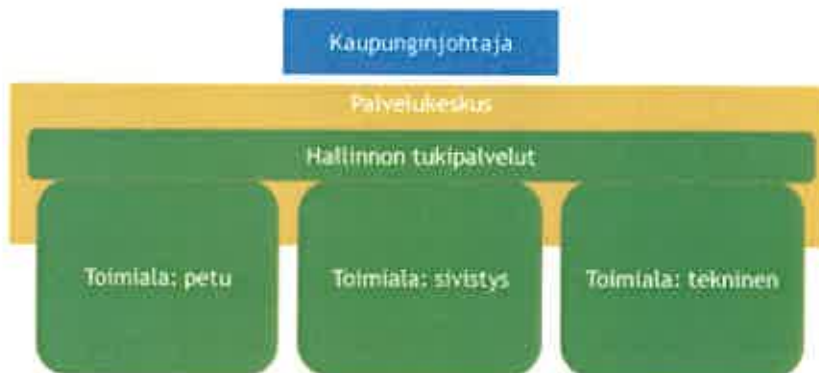 Kaupunginjohtaja
Palvelukeskus
Hallinnon tukipalvelut
Toimiala: petu
Toimiala: sivistys
Toimiala: tekninen